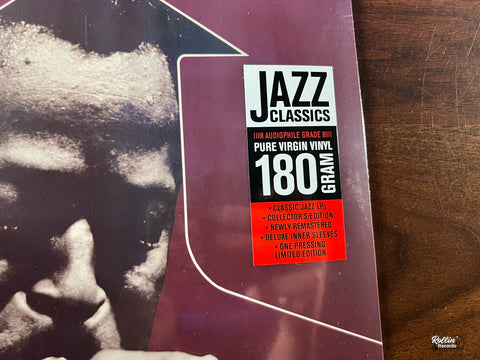 JAZZ
CLASSICS
AUDIOPHILE GRADE
PURE VIRGIN VINYL
180 GRAM
• CLASSIC JAZZ LPs
• COLLECTOR'S EDITION
• NEWLY REMASTERED
• DELUXE INNER SLEEVES
• ONE PRESSING
LIMITED EDITION
Rollin'
Records